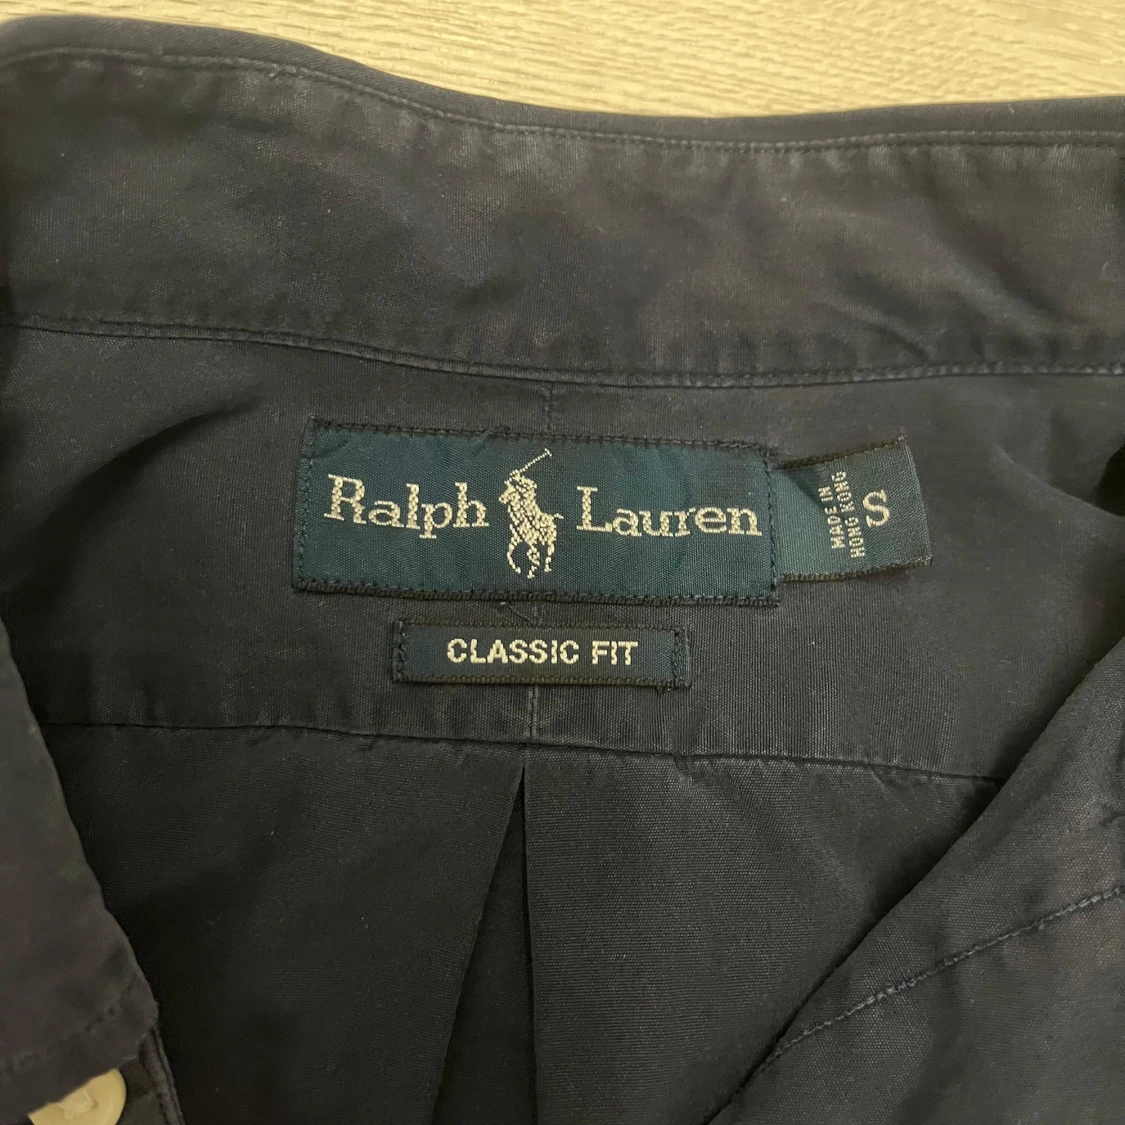 Ralph Lauren
MADE IN
HONG KONG
S
CLASSIC FIT